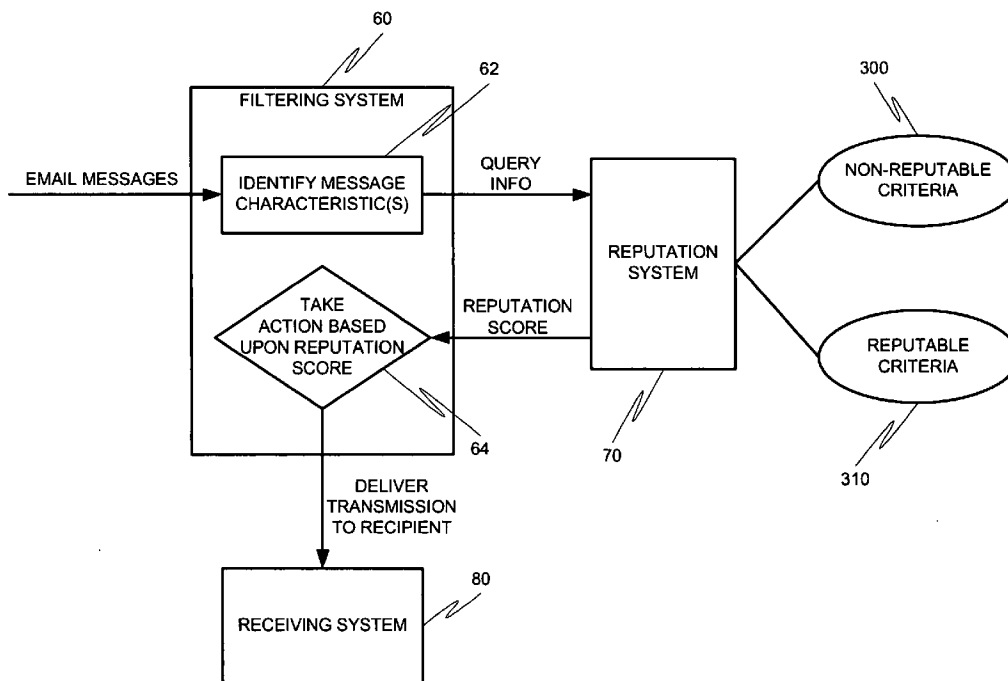 60
62
300
FILTERING SYSTEM
EMAIL MESSAGES
IDENTIFY MESSAGE
CHARACTERISTIC(S)
QUERY
INFO
NON-REPUTABLE
CRITERIA
REPUTATION
SYSTEM
TAKE
ACTION BASED
UPON REPUTATION
SCORE
REPUTATION
SCORE
REPUTABLE
CRITERIA
64
70
310
DELIVER
TRANSMISSION
TO RECIPIENT
80
RECEIVING SYSTEM